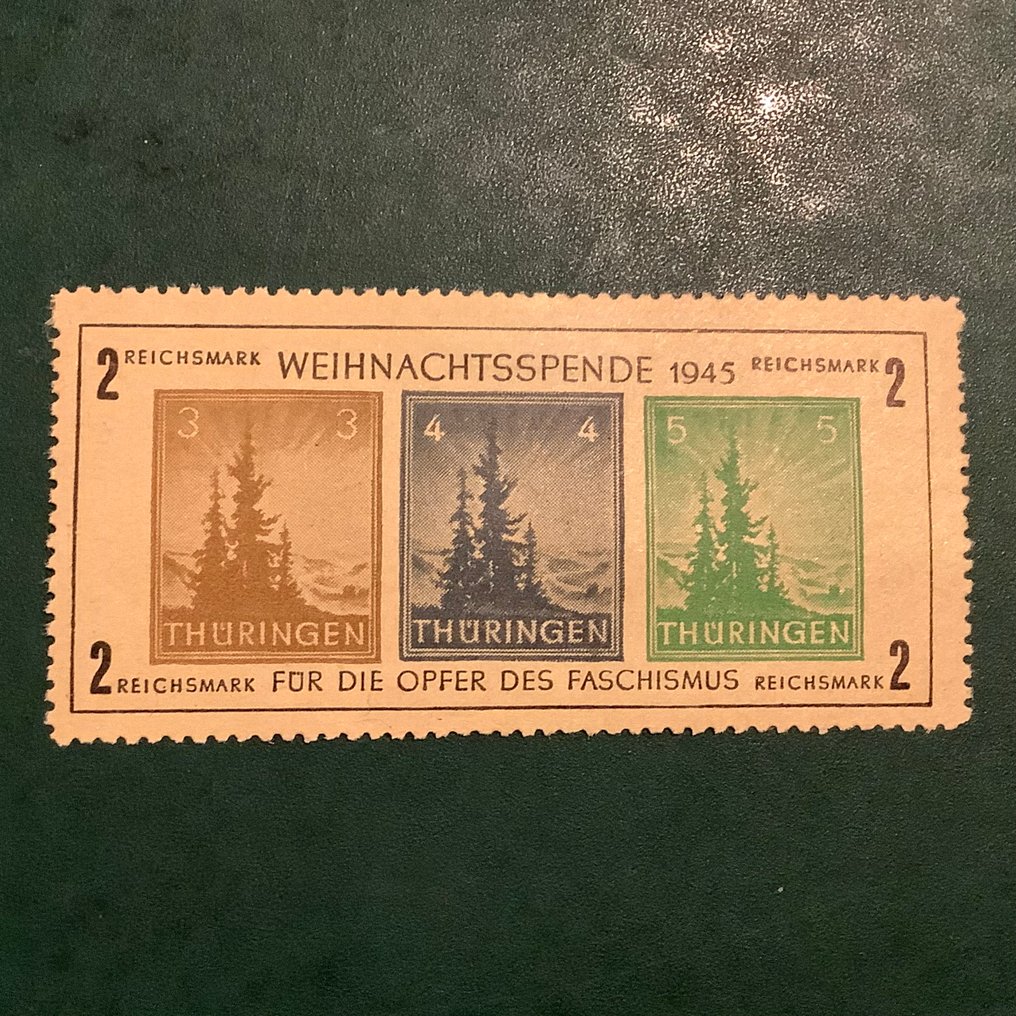 2 REICHSMARK WEIHNACHTSSPENDE 1945 REICHSMARK 2
3 3 4 4 5 5
THÜRINGEN THÜRINGEN THÜRINGEN
2 REICHSMARK FÜR DIE OPFER DES FASCHISMUS REICHSMARK 2